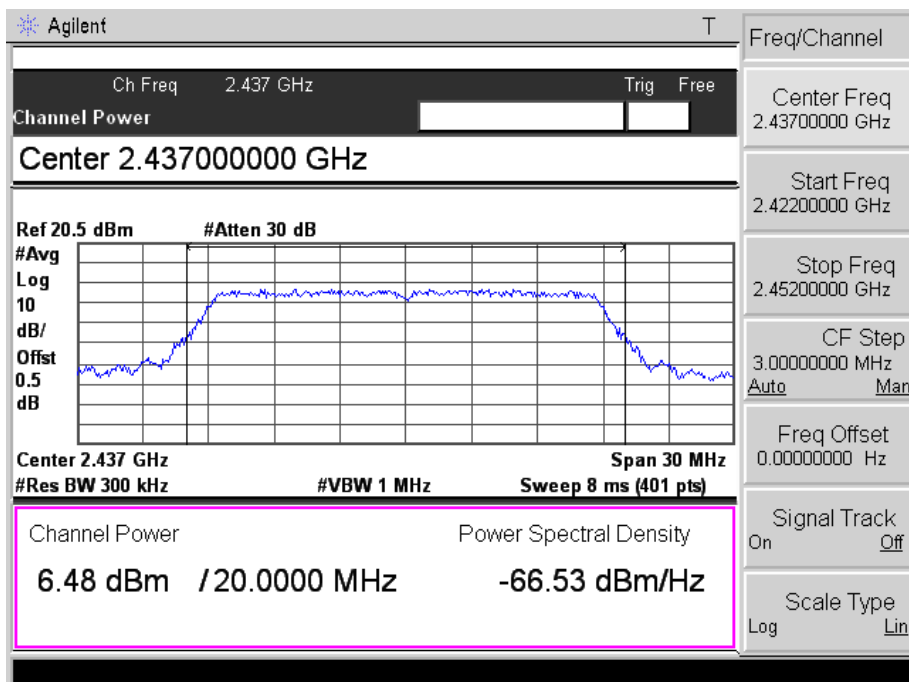 Agilent T
Ch Freq 2.437 GHz Trig Free
Channel Power
Center 2.437000000 GHz
Ref 20.5 dBm #Atten 30 dB
#Avg
Log
10
dB/
Offst
0.5
dB
Center 2.437 GHz Span 30 MHz
#Res BW 300 kHz #VBW 1 MHz Sweep 8 ms (401 pts)
Channel Power Power Spectral Density
6.48 dBm /20.0000 MHz -66.53 dBm/Hz
Freq/Channel
Center Freq
2.43700000 GHz
Start Freq
2.42200000 GHz
Stop Freq
2.45200000 GHz
CF Step
3.00000000 MHz
Auto Man
Freq Offset
0.00000000 Hz
Signal Track
On Off
Scale Type
Log Lin